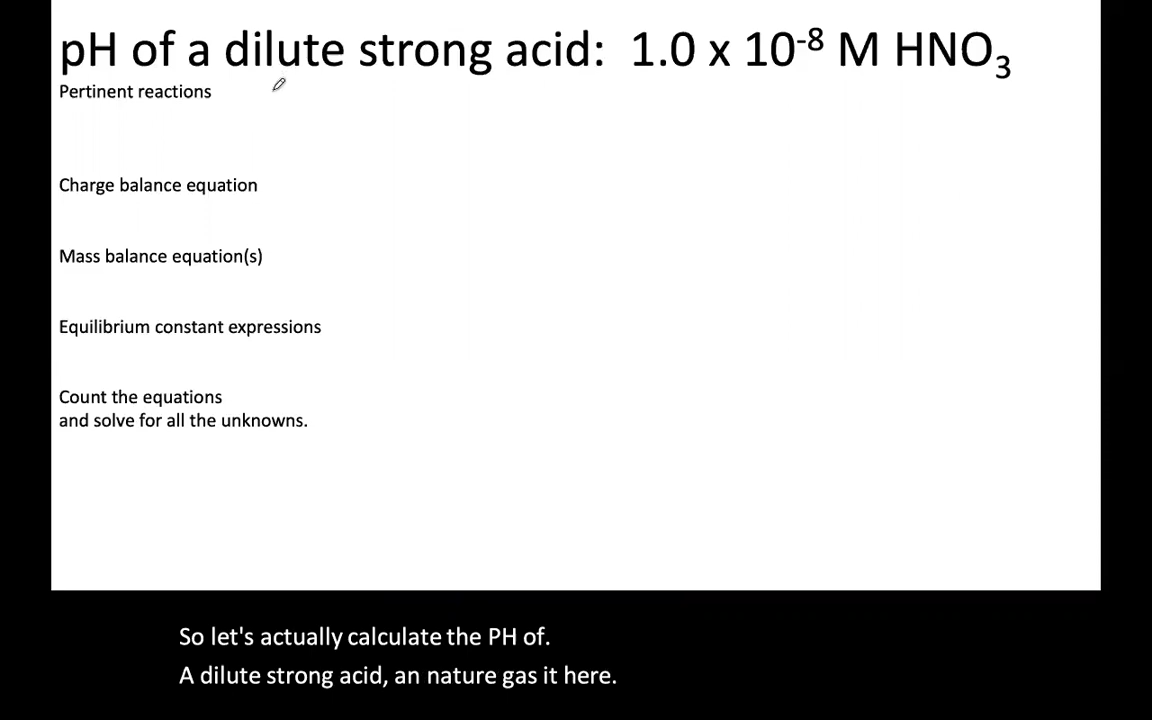 pH of a dilute strong acid: 1.0 x 10⁻⁸ M HNO₃
Pertinent reactions
Charge balance equation
Mass balance equation(s)
Equilibrium constant expressions
Count the equations
and solve for all the unknowns.
So let's actually calculate the PH of.
A dilute strong acid, an nature gas it here.